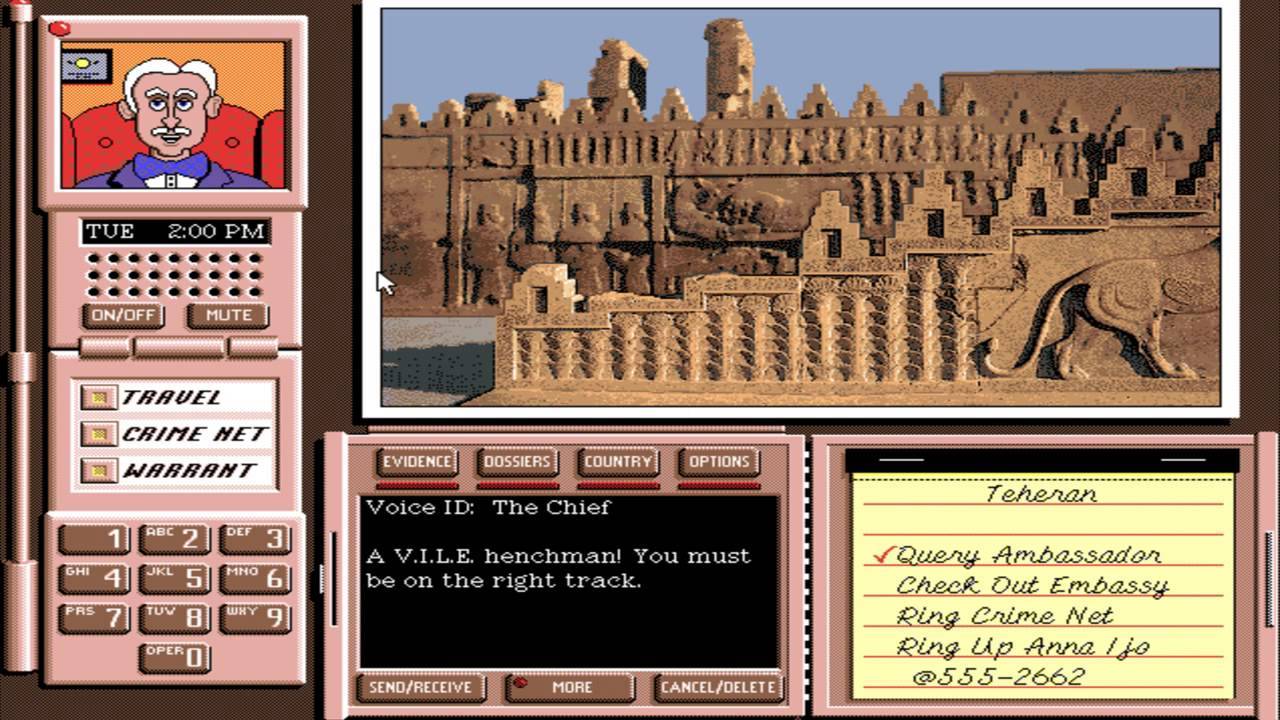 TUE 2:00 PM
ON/OFF MUTE
TRAVEL
CRIME NET
WARRANT
1 ABC 2 DEF 3
GHI 4 JKL 5 MNO 6
PRS 7 TUV 8 WXY 9
OPER 0
EVIDENCE DOSSIERS COUNTRY OPTIONS
Voice ID: The Chief
A V.I.L.E. henchman! You must
be on the right track.
SEND/RECEIVE MORE CANCEL/DELETE
Teheran
✓Query Ambassador
Check Out Embassy
Ring Crime Net
Ring Up Anna Ijo
@555-2662